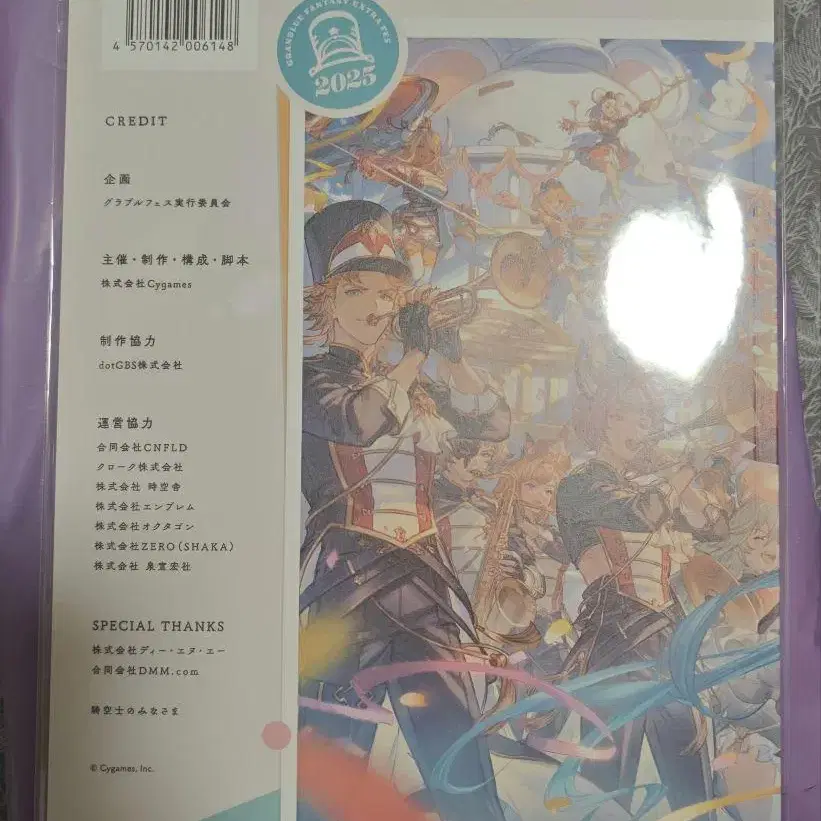 4 570142 006148
GRANBLUE FANTASY EXTRA FES
2025
CREDIT
企画
グラブルフェス実行委員会
主催・制作・構成・脚本
株式会社Cygames
制作協力
dotGBS株式会社
運営協力
合同会社CNFLD
クローク株式会社
株式会社 時空舎
株式会社エンブレム
株式会社オクタゴン
株式会社ZERO（SHAKA）
株式会社 泉宣宏社
SPECIAL THANKS
株式会社ディー・エヌ・エー
合同会社DMM.com
騎空士のみなさま
© Cygames, Inc.